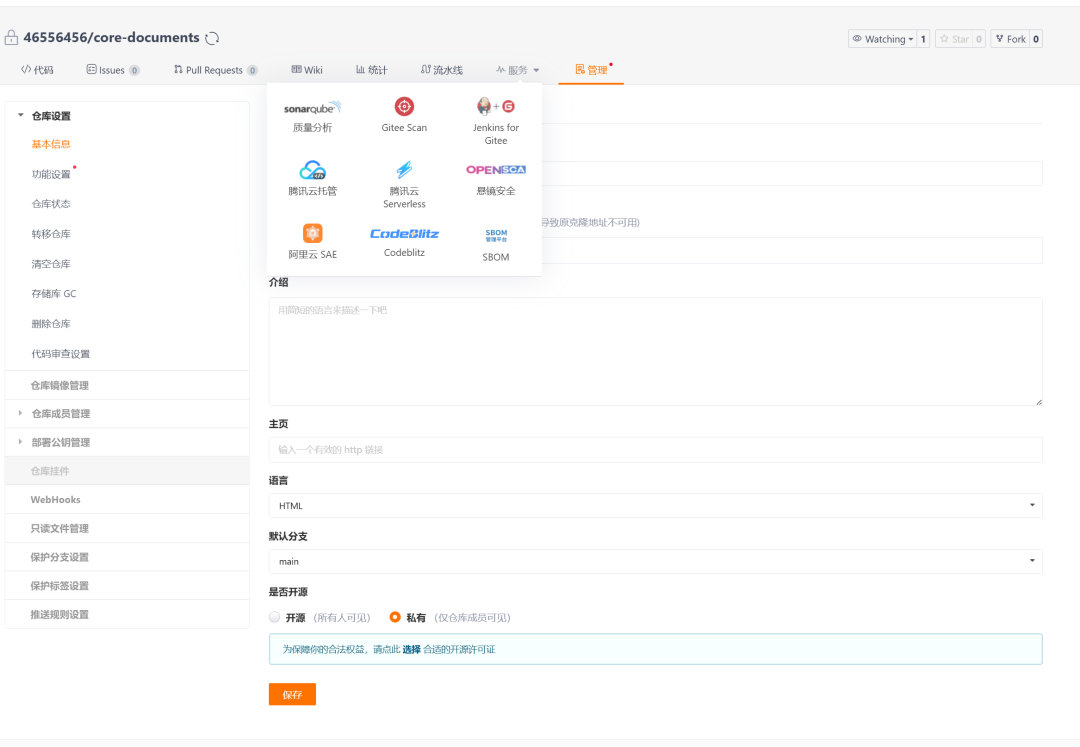 46556456/core-documents
Watching 1 Star 0 Fork 0
代码 Issues 0 Pull Requests 0 Wiki 统计 流水线 服务 管理
仓库设置
基本信息
功能设置
仓库状态
转移仓库
清空仓库
存储库 GC
删除仓库
代码审查设置
仓库镜像管理
仓库成员管理
部署公钥管理
仓库挂件
WebHooks
只读文件管理
保护分支设置
保护标签设置
推送规则设置
sonarqube
质量分析
Gitee Scan
Jenkins for
Gitee
腾讯云托管
腾讯云
Serverless
OPENSCA
悬镜安全
阿里云 SAE
CodeBlitz
Codeblitz
SBOM
管理平台
SBOM
导致原克隆地址不可用)
介绍
用简短的语言来描述一下吧
主页
输入一个有效的 http 链接
语言
HTML
默认分支
main
是否开源
开源 (所有人可见) 私有 (仅仓库成员可见)
为保障你的合法权益，请点此 选择 合适的开源许可证
保存